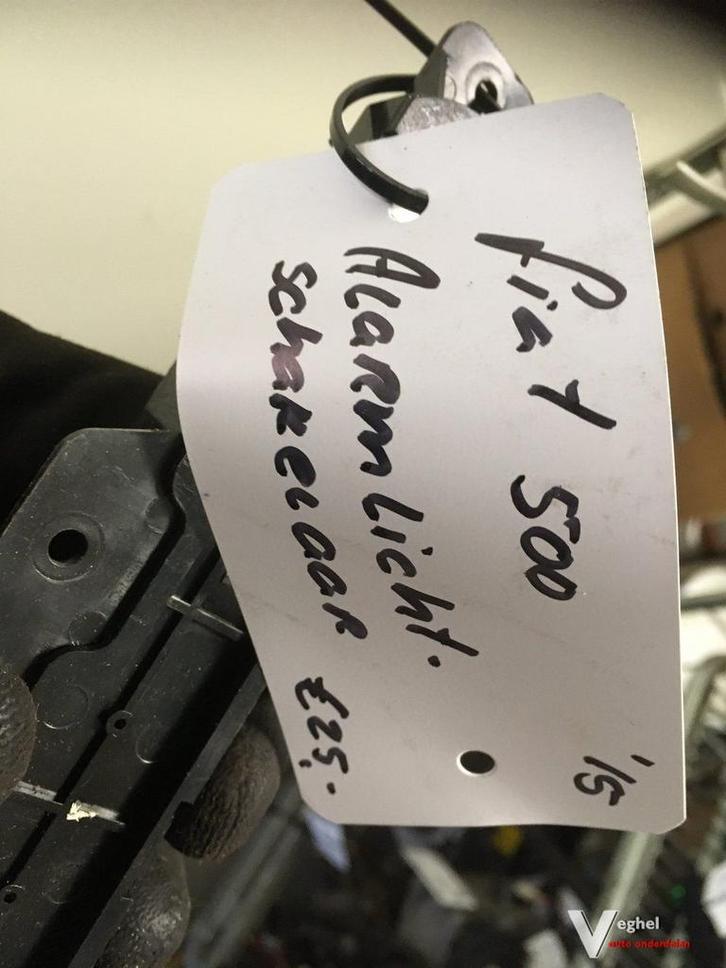 fiat 500 '15
Alarmlicht.
schakelaar €25,-
Veghel
auto onderdelen